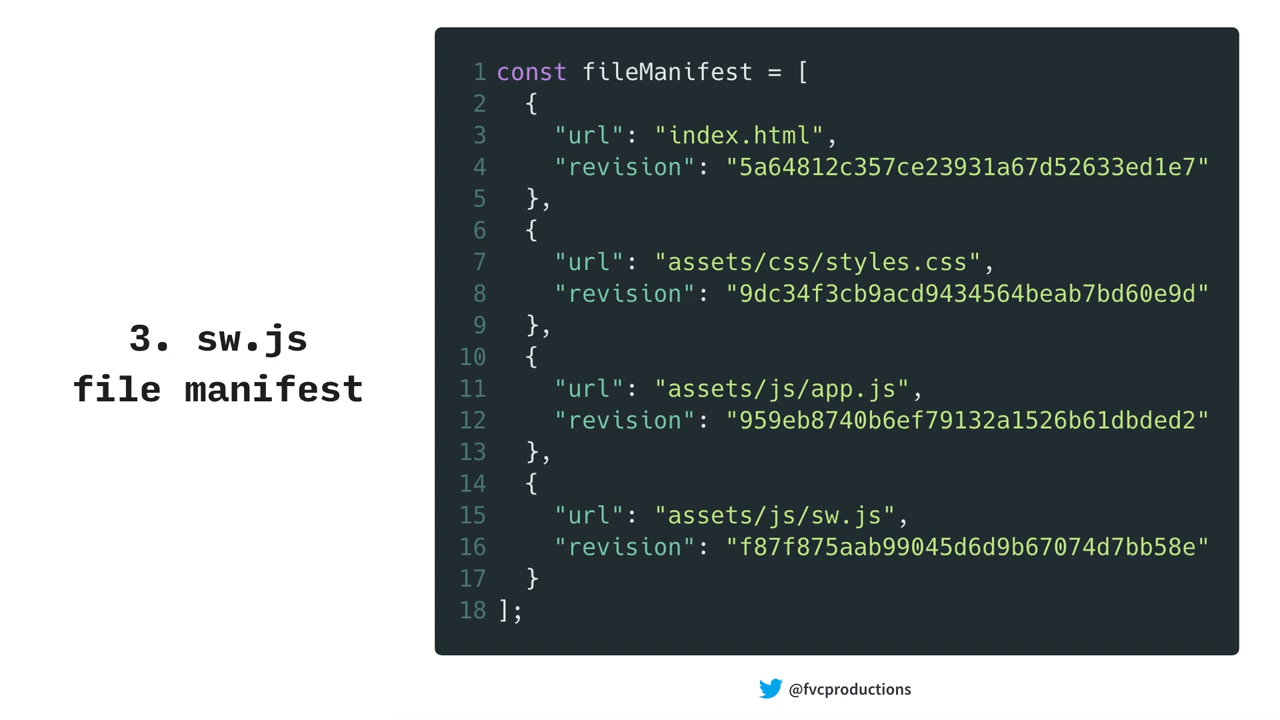 3. sw.js
file manifest
1 const fileManifest = [
2   {
3     "url": "index.html",
4     "revision": "5a64812c357ce23931a67d52633ed1e7"
5   },
6   {
7     "url": "assets/css/styles.css",
8     "revision": "9dc34f3cb9acd9434564beab7bd60e9d"
9   },
10   {
11     "url": "assets/js/app.js",
12     "revision": "959eb8740b6ef79132a1526b61dbded2"
13   },
14   {
15     "url": "assets/js/sw.js",
16     "revision": "f87f875aab99045d6d9b67074d7bb58e"
17   }
18 ];
@fvcproductions